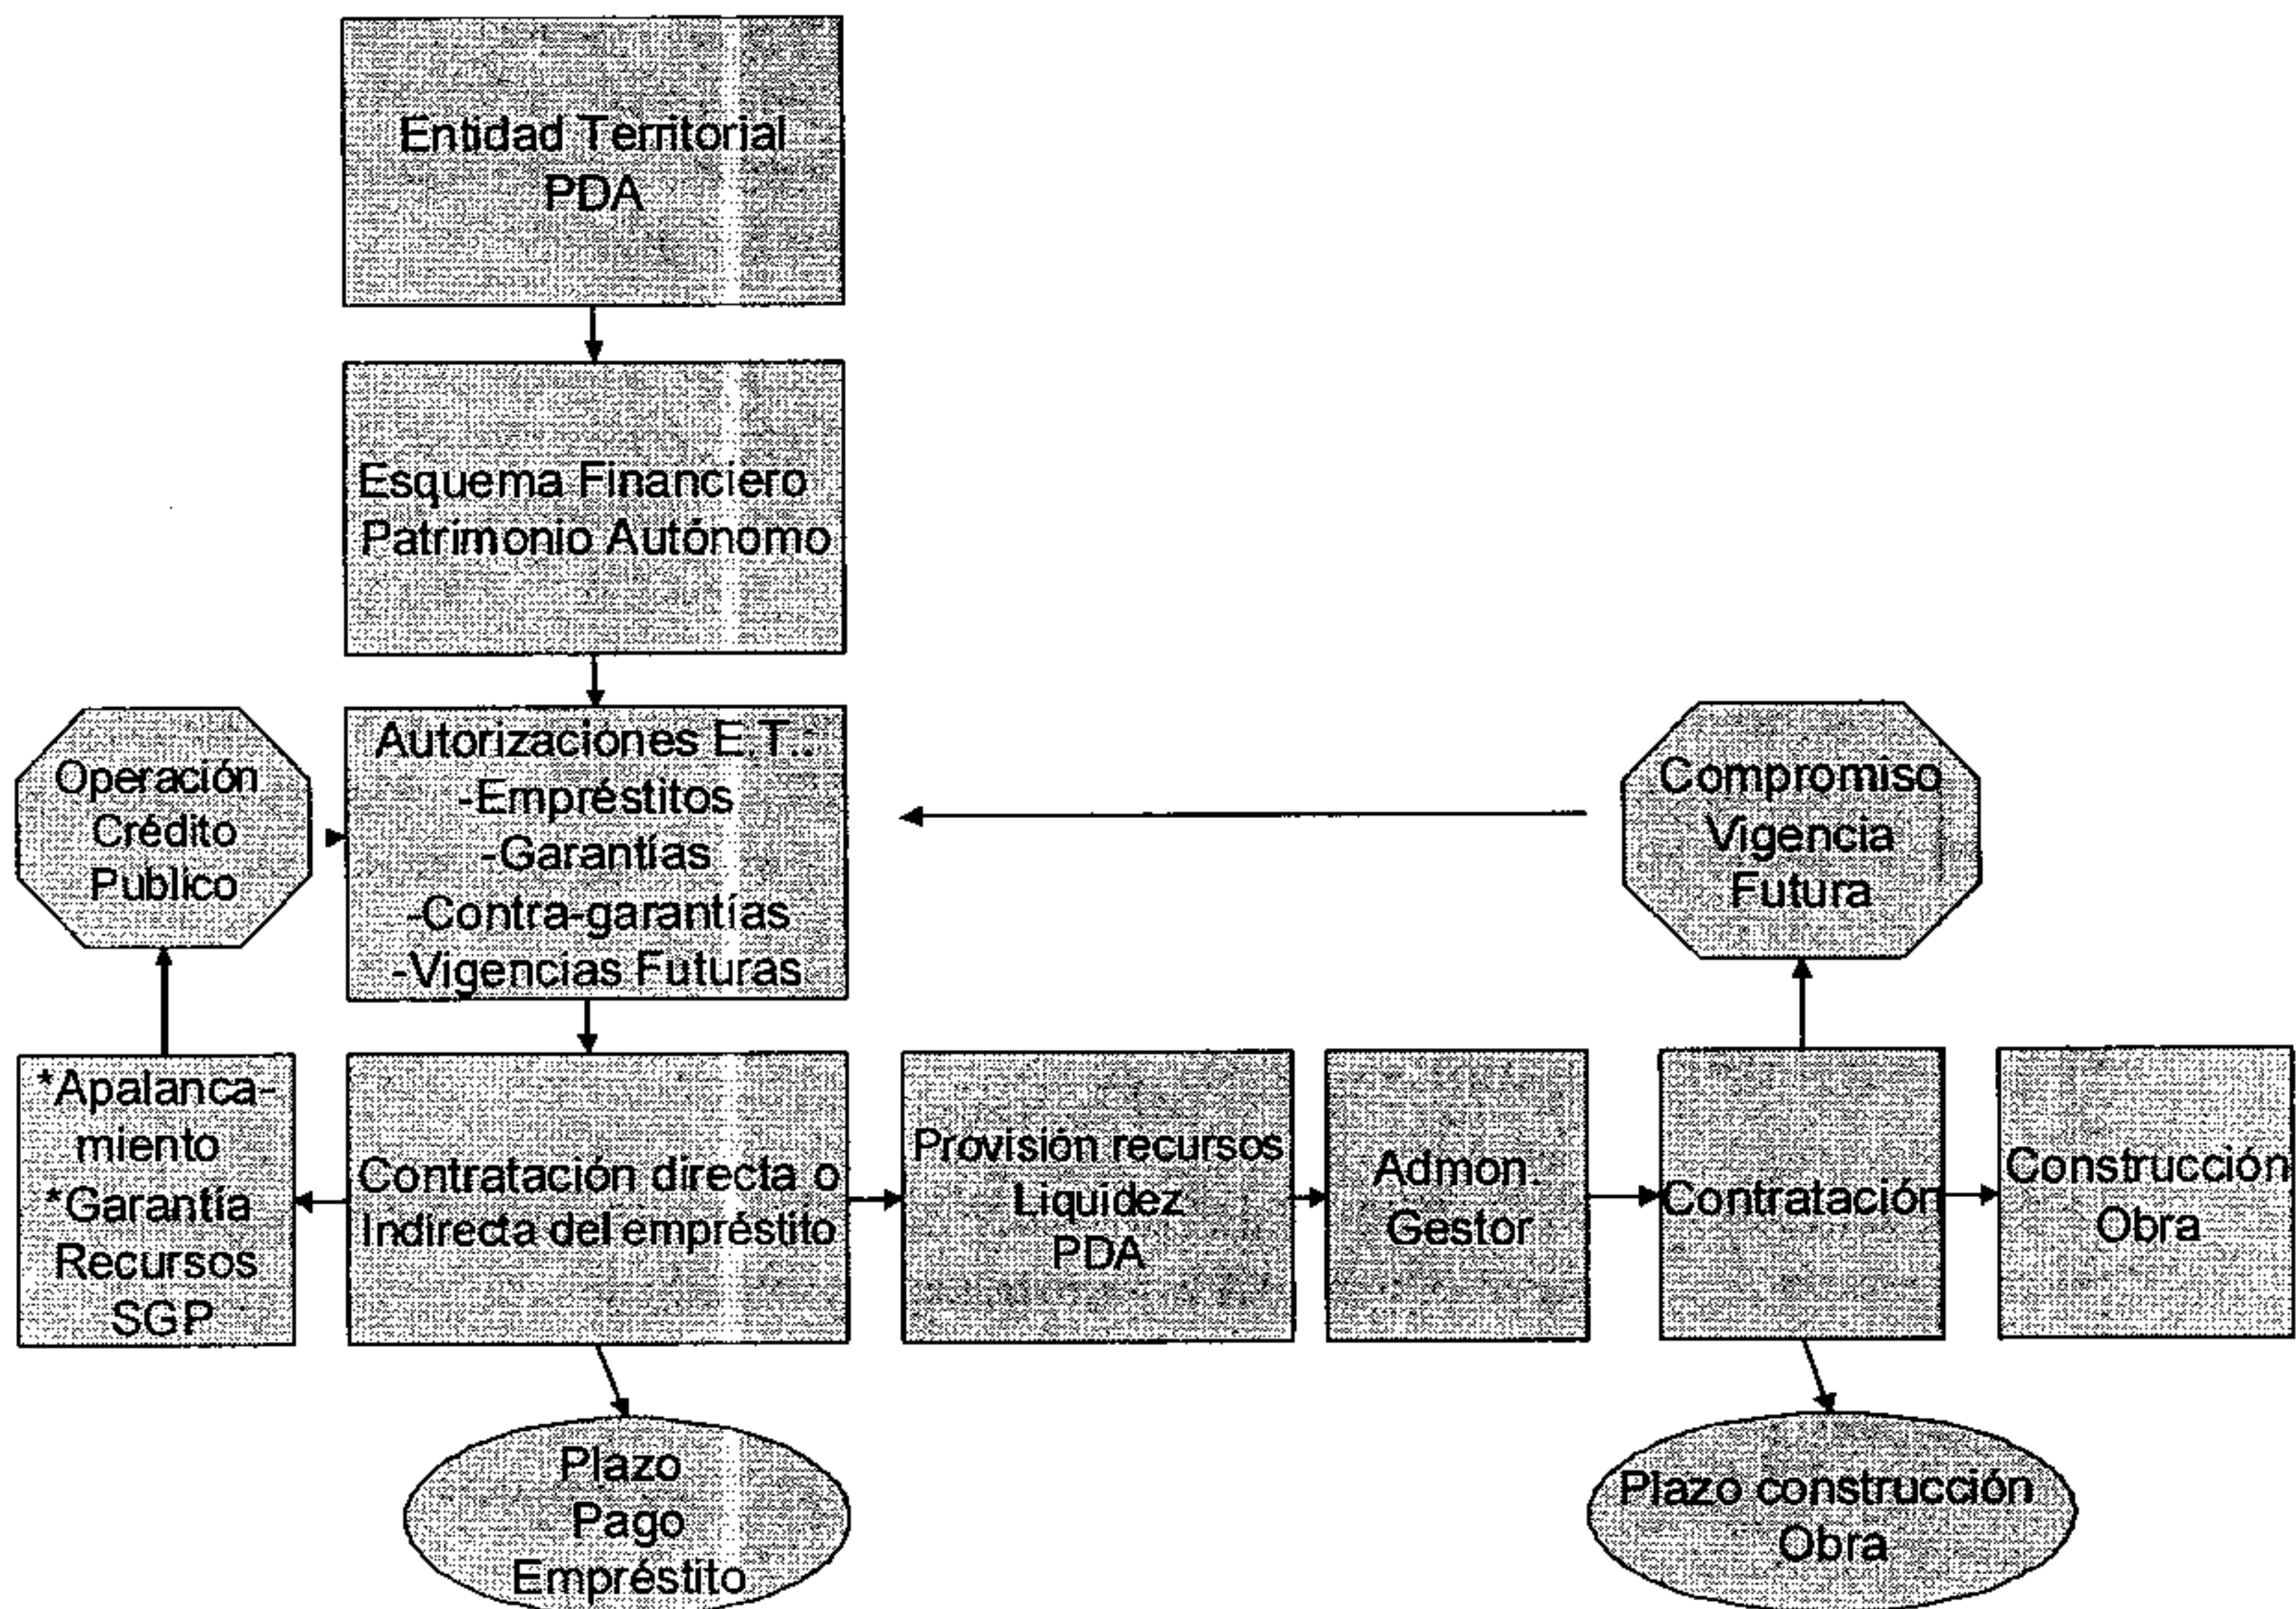 Entidad Territorial
PDA
Esquema Financiero
Patrimonio Autónomo
Operación
Crédito
Publico
Autorizaciónes E.T..
-Empréstitos
-Garantías
-Contra-garantías
-Vigencias Futuras
Compromiso
Vigencia
Futura
*Apalanca-
miento
*Garantía
Recursos
SGP
Contratación directa o
Indirecta del empréstito
Provisión recursos
Liquidez
PDA
Admon.
Gestor
Contratación
Construcción
Obra
Plazo
Pago
Empréstito
Plazo construcción
Obra